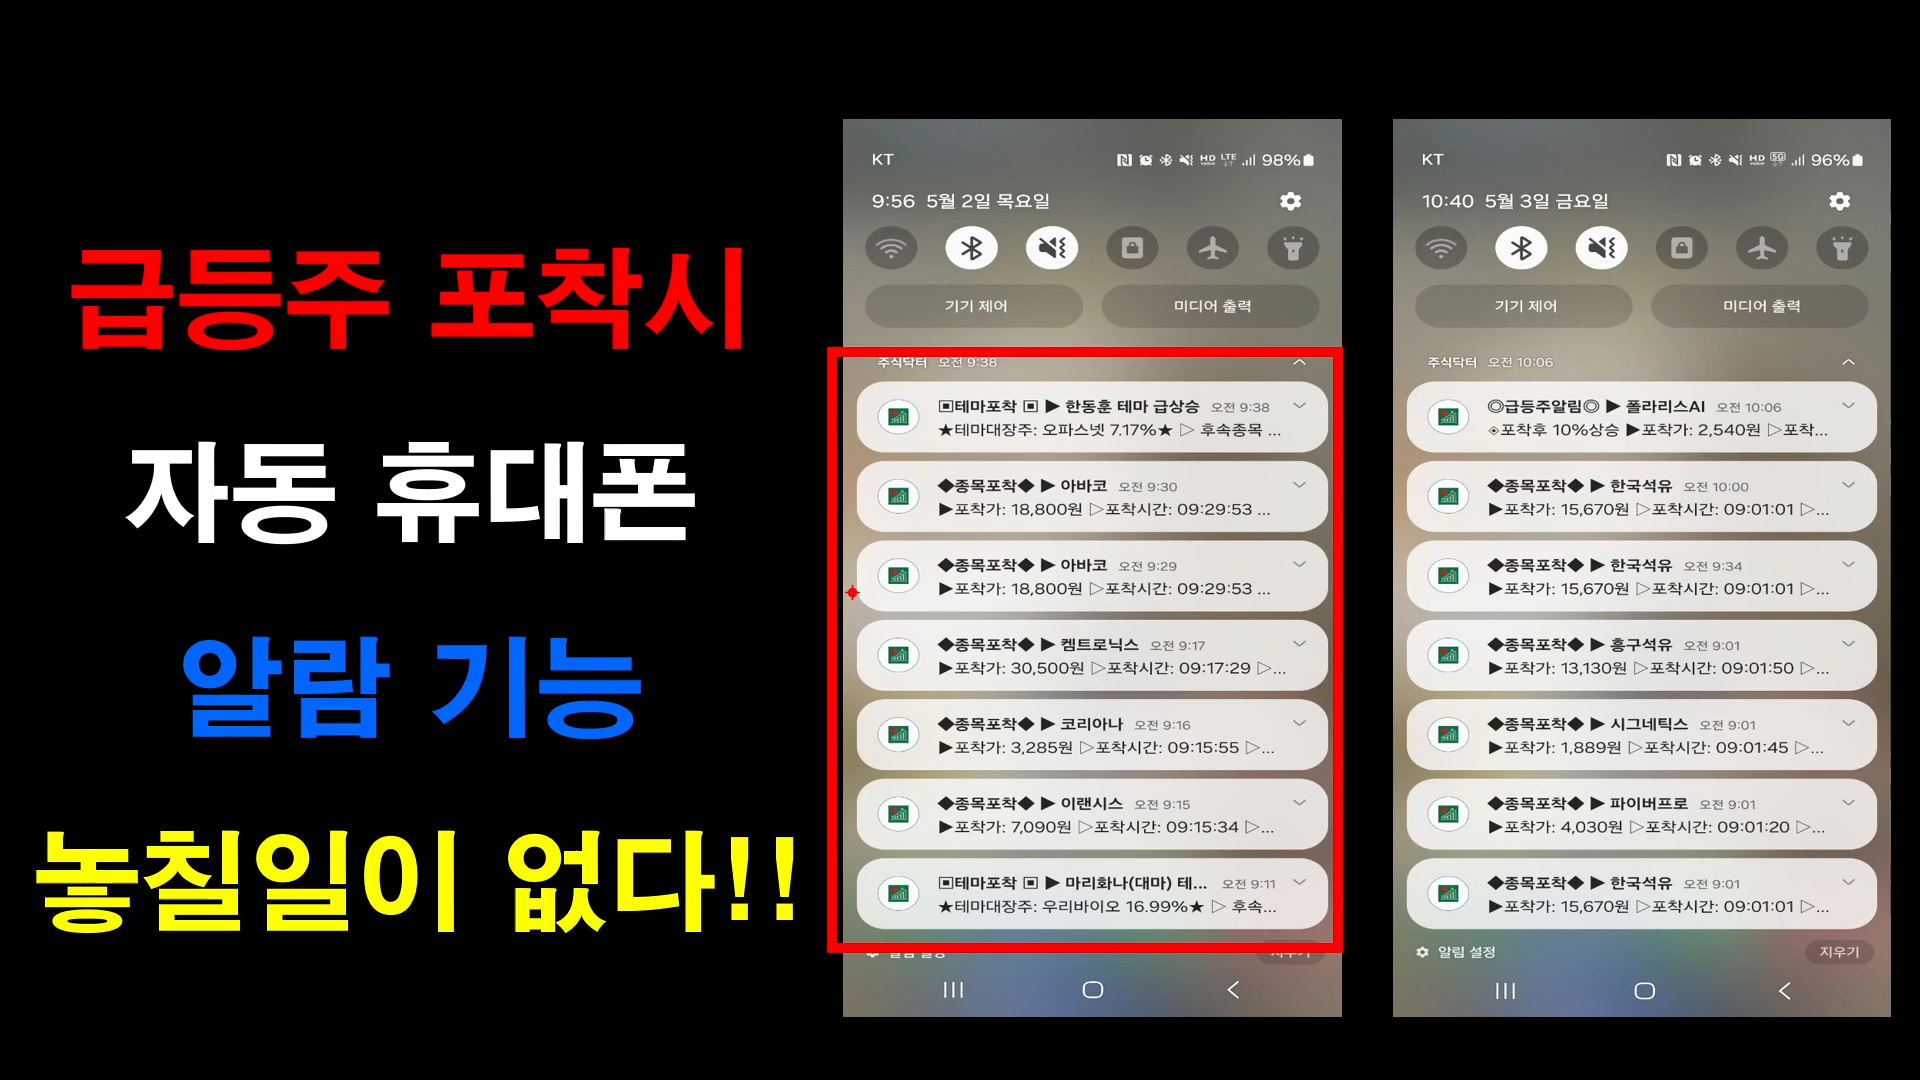 급등주 포착시
자동 휴대폰
알람 기능
놓칠일이 없다!!
KT
98%
9:56 5월 2일 목요일
기기 제어
미디어 출력
주식닥터 오전 9:38
▣테마포착 ▣ ▶ 한동훈 테마 급상승 오전 9:38
★테마대장주: 오파스넷 7.17%★ ▷ 후속종목 ...
◆종목포착◆ ▶ 아바코 오전 9:30
▶포착가: 18,800원 ▷포착시간: 09:29:53 ...
◆종목포착◆ ▶ 아바코 오전 9:29
▶포착가: 18,800원 ▷포착시간: 09:29:53 ...
◆종목포착◆ ▶ 켐트로닉스 오전 9:17
▶포착가: 30,500원 ▷포착시간: 09:17:29 ▷...
◆종목포착◆ ▶ 코리아나 오전 9:16
▶포착가: 3,285원 ▷포착시간: 09:15:55 ▷...
◆종목포착◆ ▶ 이랜시스 오전 9:15
▶포착가: 7,090원 ▷포착시간: 09:15:34 ▷...
▣테마포착 ▣ ▶ 마리화나(대마) 테... 오전 9:11
★테마대장주: 우리바이오 16.99%★ ▷ 후속...
알림 설정
지우기
KT
96%
10:40 5월 3일 금요일
기기 제어
미디어 출력
주식닥터 오전 10:06
◎급등주알림◎ ▶ 폴라리스AI 오전 10:06
◈포착후 10%상승 ▶포착가: 2,540원 ▷포착...
◆종목포착◆ ▶ 한국석유 오전 10:00
▶포착가: 15,670원 ▷포착시간: 09:01:01 ▷...
◆종목포착◆ ▶ 한국석유 오전 9:34
▶포착가: 15,670원 ▷포착시간: 09:01:01 ▷...
◆종목포착◆ ▶ 흥구석유 오전 9:01
▶포착가: 13,130원 ▷포착시간: 09:01:50 ▷...
◆종목포착◆ ▶ 시그네틱스 오전 9:01
▶포착가: 1,889원 ▷포착시간: 09:01:45 ▷...
◆종목포착◆ ▶ 파이버프로 오전 9:01
▶포착가: 4,030원 ▷포착시간: 09:01:20 ▷...
◆종목포착◆ ▶ 한국석유 오전 9:01
▶포착가: 15,670원 ▷포착시간: 09:01:01 ▷...
알림 설정
지우기